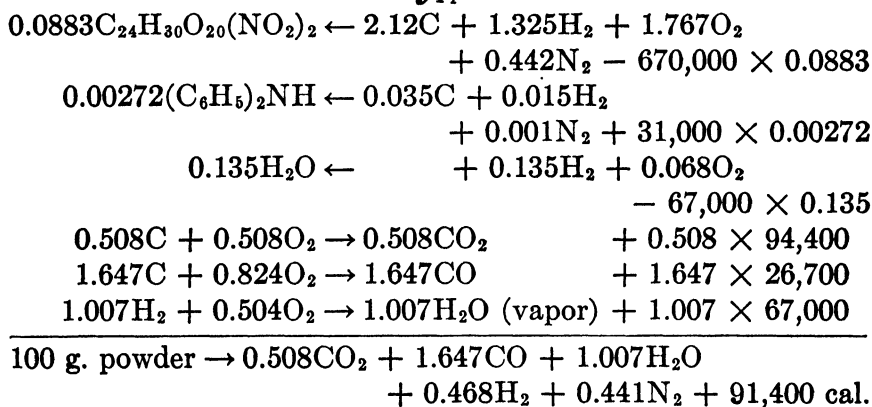 0.0883C₂₄H₃₀O₂₀(NO₂)₂ ← 2.12C + 1.325H₂ + 1.767O₂
+ 0.442N₂ − 670,000 × 0.0883
0.00272(C₆H₅)₂NH ← 0.035C + 0.015H₂
+ 0.001N₂ + 31,000 × 0.00272
0.135H₂O ← + 0.135H₂ + 0.068O₂
− 67,000 × 0.135
0.508C + 0.508O₂ → 0.508CO₂ + 0.508 × 94,400
1.647C + 0.824O₂ → 1.647CO + 1.647 × 26,700
1.007H₂ + 0.504O₂ → 1.007H₂O (vapor) + 1.007 × 67,000
100 g. powder → 0.508CO₂ + 1.647CO + 1.007H₂O
+ 0.468H₂ + 0.441N₂ + 91,400 cal.